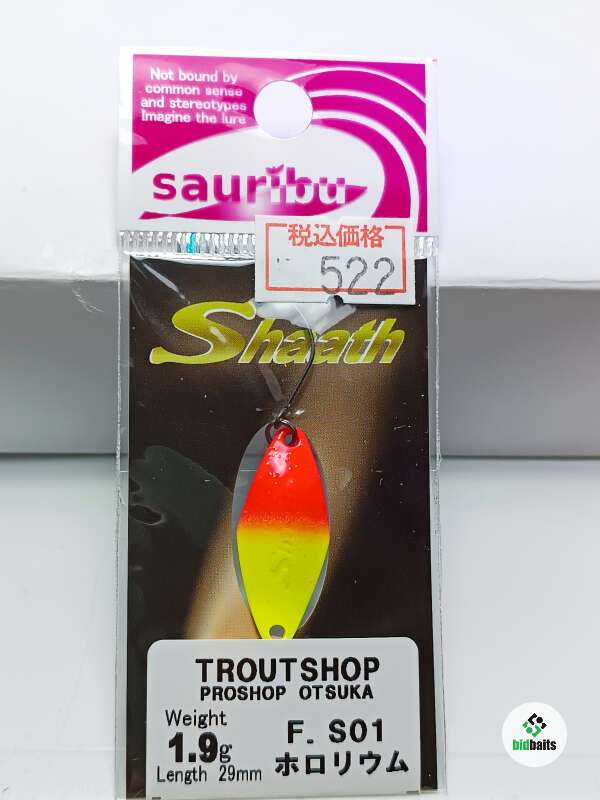 Not bound by
common sense
and stereotypes
Imagine the lure
sauribu
税込価格
522
Shaath
TROUTSHOP
PROSHOP OTSUKA
Weight
1.9g
Length 29mm
F. S01
ホロリウム
bidbaits